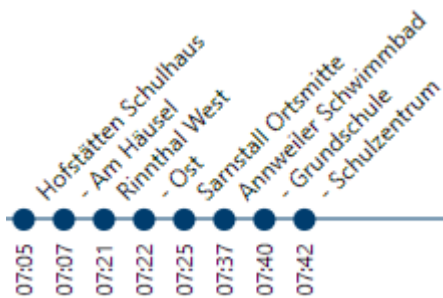 Hofstätten Schulhaus
- Am Häusel
Rinnthal West
- Ost
Sarnstall Ortsmitte
Annweiler Schwimmbad
- Grundschule
- Schulzentrum
07:05
07:07
07:21
07:22
07:25
07:37
07:40
07:42